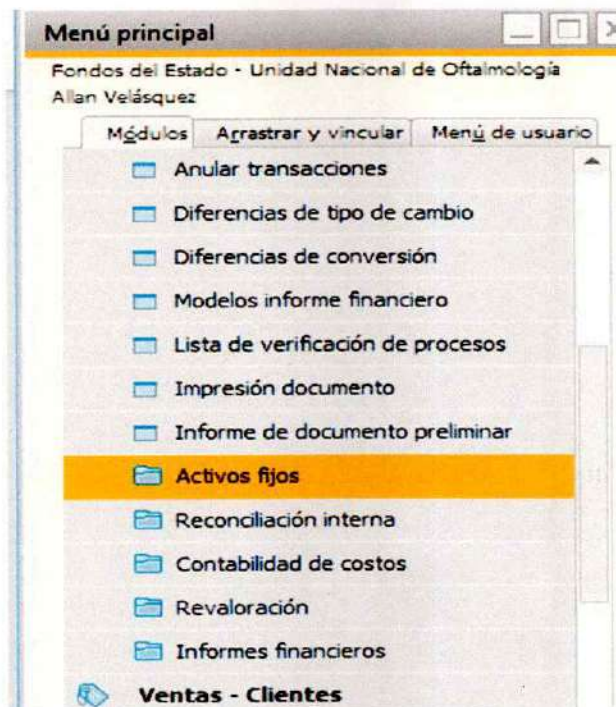 Menú principal
Fondos del Estado - Unidad Nacional de Oftalmología
Allan Velásquez
Módulos
Arrastrar y vincular
Menú de usuario
Anular transacciones
Diferencias de tipo de cambio
Diferencias de conversión
Modelos informe financiero
Lista de verificación de procesos
Impresión documento
Informe de documento preliminar
Activos fijos
Reconciliación interna
Contabilidad de costos
Revaloración
Informes financieros
Ventas - Clientes